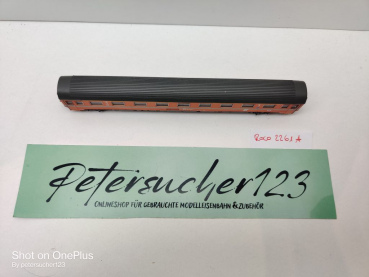 Roco 2261 A
Petersucher123
ONLINESHOP FÜR GEBRAUCHTE MODELLEISENBAHN & ZUBEHÖR
Shot on OnePlus
By petersucher123